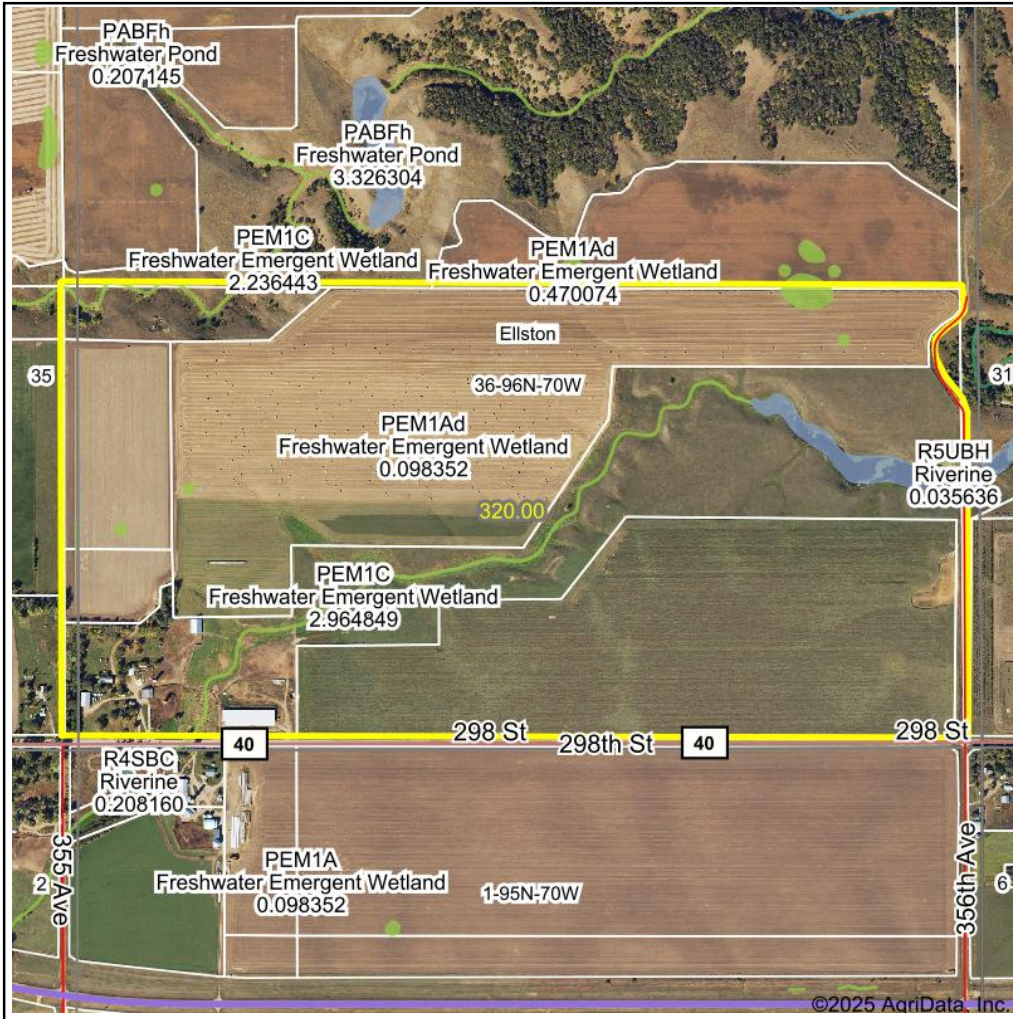 PABFh
Freshwater Pond
0.207145
PABFh
Freshwater Pond
3.326304
PEM1C
Freshwater Emergent Wetland
2.236443
PEM1Ad
Freshwater Emergent Wetland
0.470074
Ellston
35
36-96N-70W
31
PEM1Ad
Freshwater Emergent Wetland
0.098352
R5UBH
Riverine
0.035636
320.00
PEM1C
Freshwater Emergent Wetland
2.964849
298 St
298 St
40
298th St
40
R4SBC
Riverine
0.208160
355 Ave
356th Ave
PEM1A
Freshwater Emergent Wetland
0.098352
2
1-95N-70W
6
©2025 AgriData, Inc.